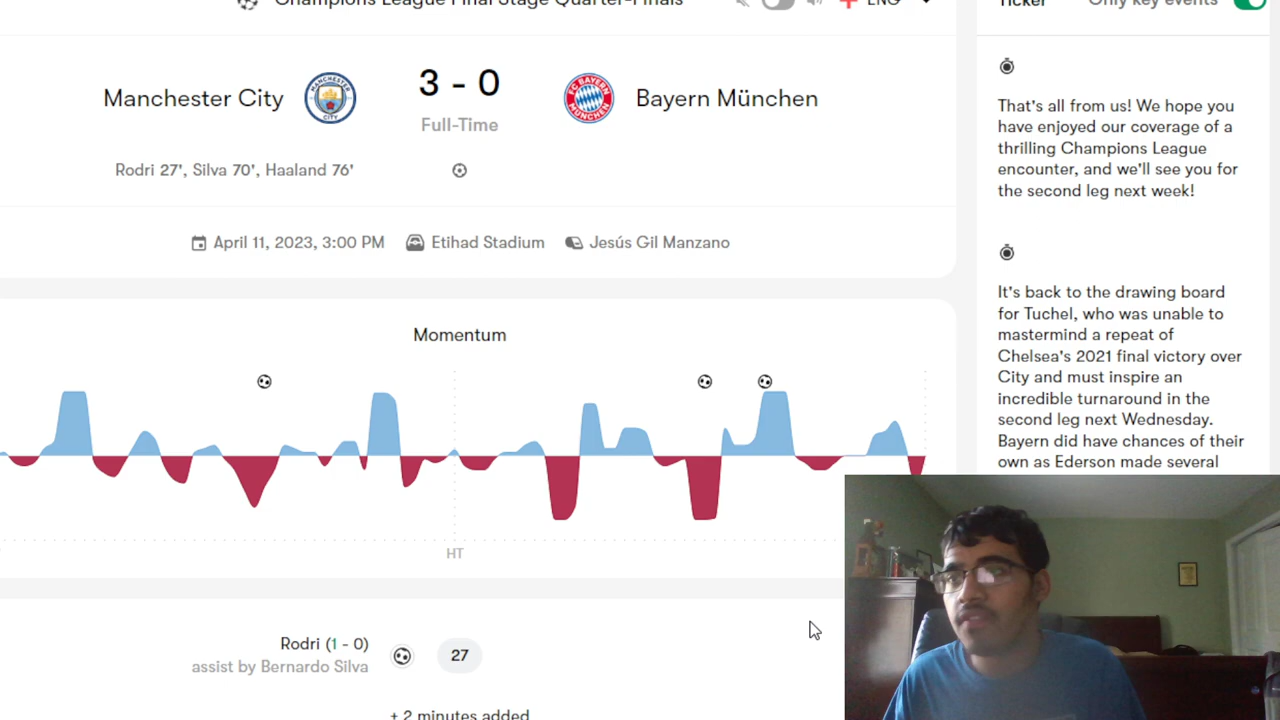 Champions League Final Stage Quarter-Finals
ENG
Manchester City
3 - 0
Bayern München
Full-Time
Rodri 27', Silva 70', Haaland 76'
April 11, 2023, 3:00 PM
Etihad Stadium
Jesús Gil Manzano
Momentum
HT
Rodri (1 - 0)
assist by Bernardo Silva
27
+ 2 minutes added
Ticker
Only key events
That's all from us! We hope you
have enjoyed our coverage of a
thrilling Champions League
encounter, and we'll see you for
the second leg next week!
It's back to the drawing board
for Tuchel, who was unable to
mastermind a repeat of
Chelsea's 2021 final victory over
City and must inspire an
incredible turnaround in the
second leg next Wednesday.
Bayern did have chances of their
own as Ederson made several